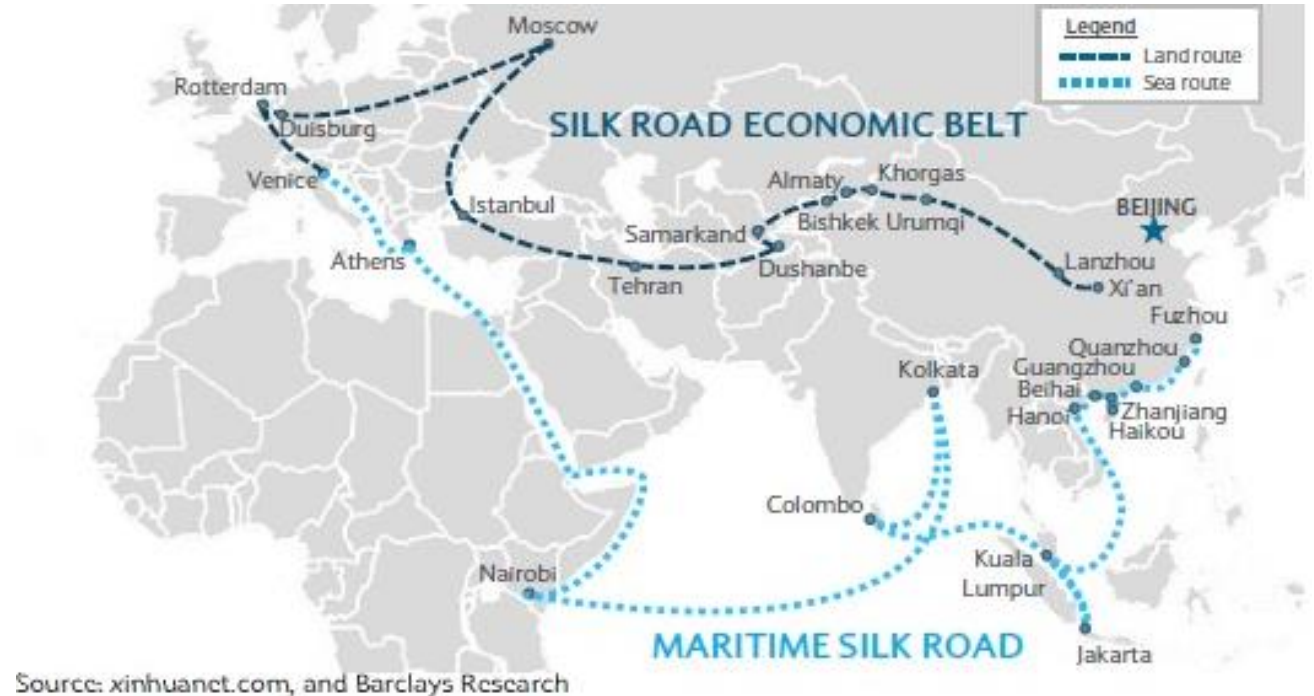 Legend
Land route
Sea route
Moscow
Rotterdam
Duisburg
SILK ROAD ECONOMIC BELT
Venice
Istanbul
Almaty
Khorgas
BEIJING
Samarkand
Bishkek Urumqi
Athens
Tehran
Dushanbe
Lanzhou
Xi'an
Fuzhou
Quanzhou
Kolkata
Guangzhou
Beihai
Hanoi
Zhanjiang
Haikou
Colombo
Kuala
Lumpur
Nairobi
MARITIME SILK ROAD
Jakarta
Source: xinhuanet.com, and Barclays Research